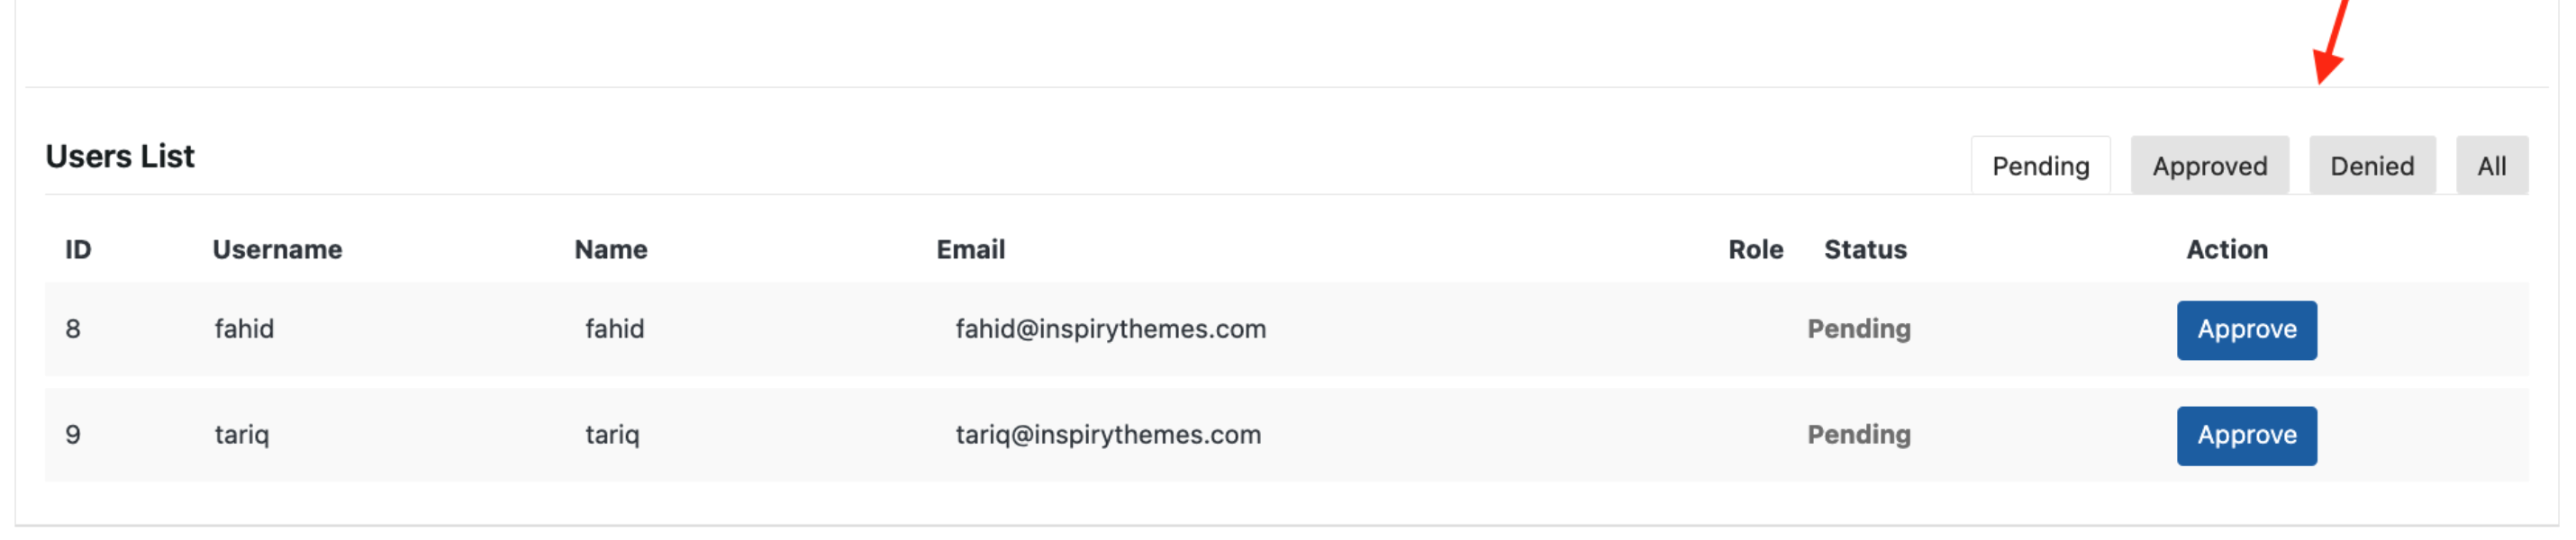 Users List
Pending Approved Denied All
ID Username Name Email Role Status Action
8 fahid fahid fahid@inspirythemes.com Pending Approve
9 tariq tariq tariq@inspirythemes.com Pending Approve